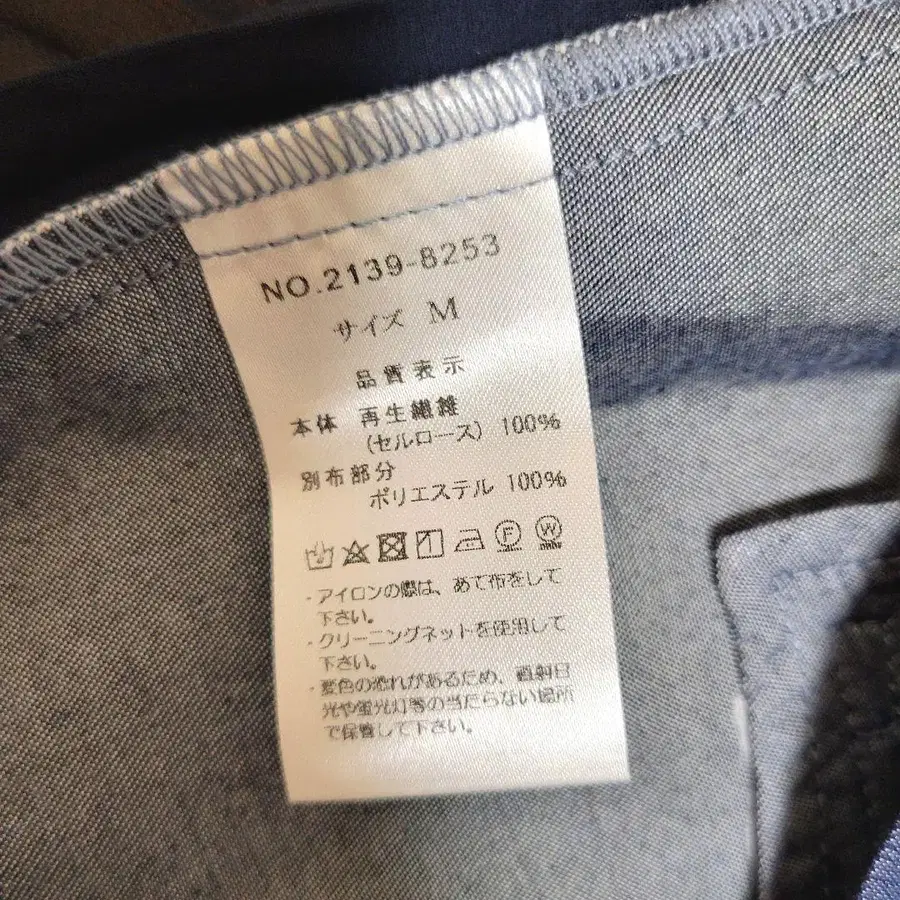 NO.2139-8253
サイズ M
品質表示
本体 再生繊維
(セルロース) 100%
別布部分
ポリエステル 100%
F W
・アイロンの際は、あて布をして
下さい。
・クリーニングネットを使用して
下さい。
・変色の恐れがあるため、直射日
光や蛍光灯等の当たらない場所
で保管して下さい。